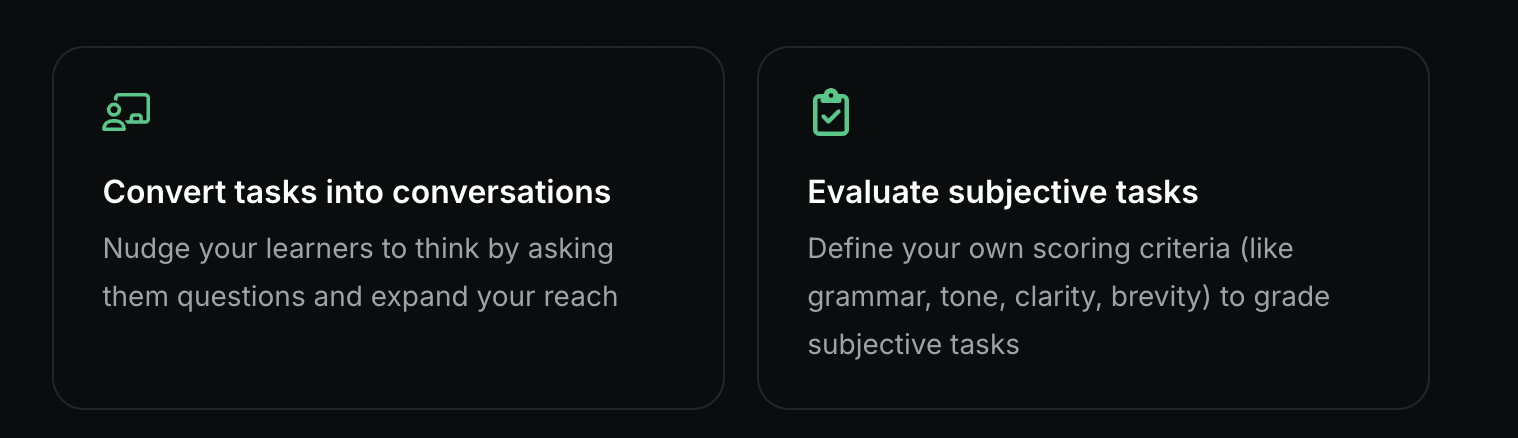 Convert tasks into conversations
Nudge your learners to think by asking
them questions and expand your reach
Evaluate subjective tasks
Define your own scoring criteria (like
grammar, tone, clarity, brevity) to grade
subjective tasks